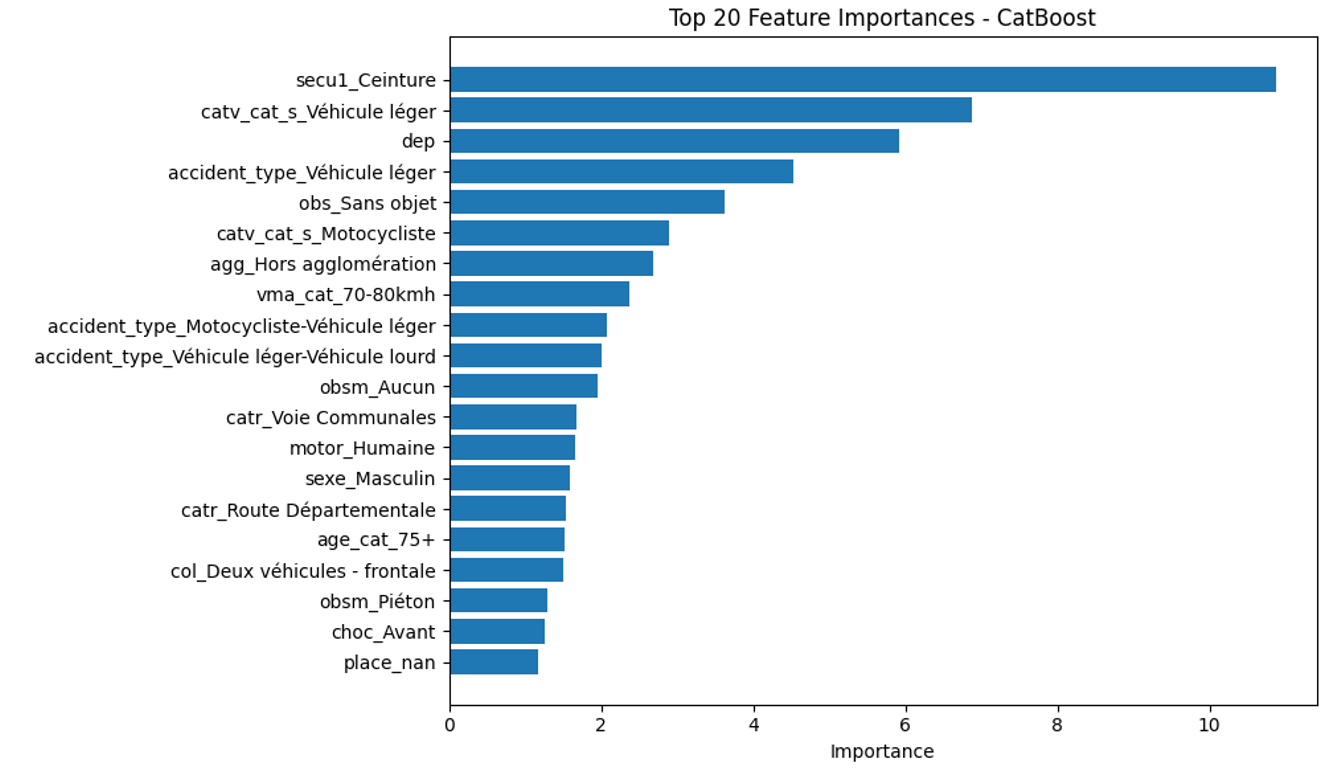 Top 20 Feature Importances - CatBoost
secu1_Ceinture
catv_cat_s_Véhicule léger
dep
accident_type_Véhicule léger
obs_Sans objet
catv_cat_s_Motocycliste
agg_Hors agglomération
vma_cat_70-80kmh
accident_type_Motocycliste-Véhicule léger
accident_type_Véhicule léger-Véhicule lourd
obsm_Aucun
catr_Voie Communales
motor_Humaine
sexe_Masculin
catr_Route Départementale
age_cat_75+
col_Deux véhicules - frontale
obsm_Piéton
choc_Avant
place_nan
0 2 4 6 8 10
Importance